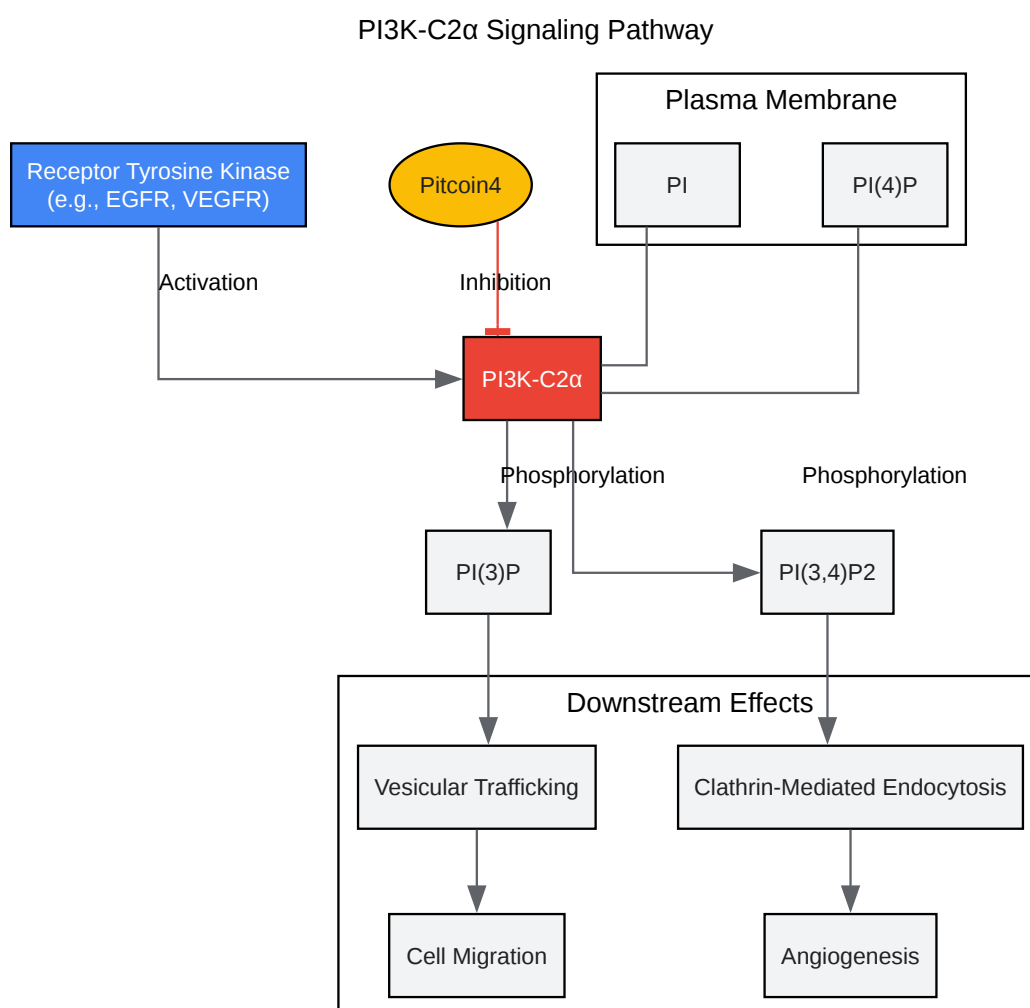 PI3K-C2α Signaling Pathway
Plasma Membrane
Receptor Tyrosine Kinase
(e.g., EGFR, VEGFR)
Pitcoin4
PI
PI(4)P
Activation
Inhibition
PI3K-C2α
Phosphorylation
Phosphorylation
PI(3)P
PI(3,4)P2
Downstream Effects
Vesicular Trafficking
Clathrin-Mediated Endocytosis
Cell Migration
Angiogenesis